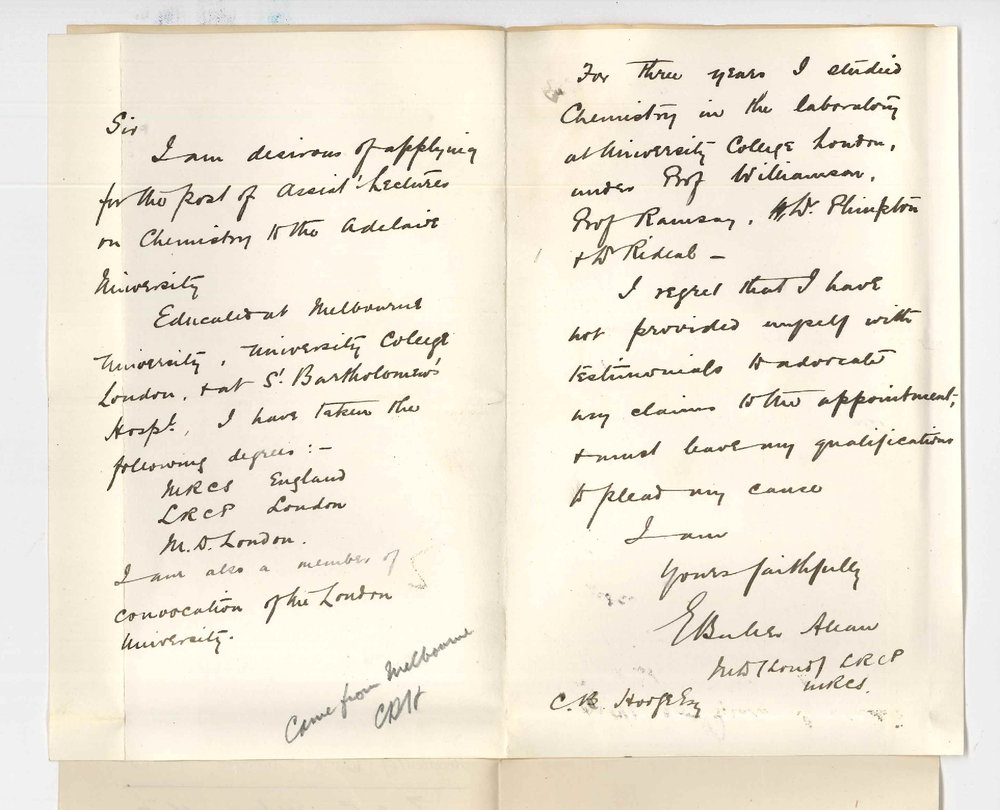 Sir
I am desirous of applying
for the post of Assist' Lectures
on Chemistry to the Adelaide
University
Educated at Melbourne
University, University College
London, & at St. Bartholomew's
Hospt., I have taken the
following degrees :-
MRCS England
LRCP London
M.D. London.
I am also a member of
convocation of the London
University.
Came from Melbourne
For three years I studied
Chemistry in the laboratory
at University College London,
under Prof Williamson,
Prof Ramsay, Dr. Plimpton
& Dr Rideal -
I regret that I have
not provided myself with
testimonials to advocate
my claims to the appointment;
& must leave my qualifications
to plead my cause
I am
Yours faithfully
E Allan
MD (Lond) LRCP
MRCS.
C.R. Hodge Esq